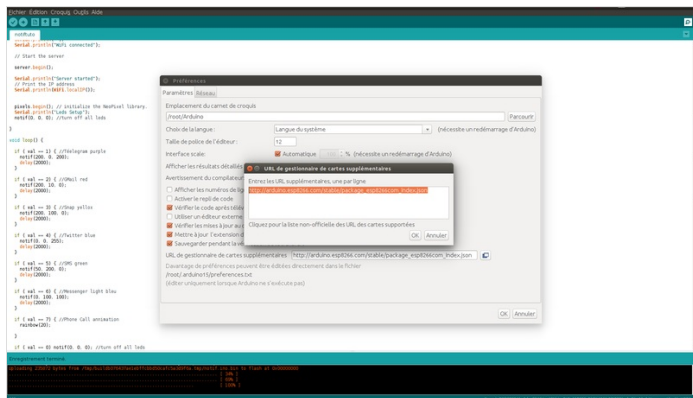 Fichier Édition Croquis Outils Aide
notiftuto
Serial.println("WiFi connected");
// Start the server
server.begin();
Serial.println("Server started");
// Print the IP address
Serial.println(WiFi.localIP());
pixels.begin(); // initialize the NeoPixel library.
Serial.println("Leds Setup");
notif(0, 0, 0); //turn off all leds
}
void loop() {
if ( val == 1) { //Telegram purple
notif(200, 0, 200);
delay(2000);
}
if ( val == 2) { //GMail red
notif(200, 10, 0);
delay(2000);
}
if ( val == 3) { //Snap yellow
notif(200, 100, 0);
delay(2000);
}
if ( val == 4) { //Twitter blue
notif(0, 0, 255);
delay(2000);
}
if ( val == 5) { //SMS green
notif(50, 200, 0);
delay(2000);
}
if ( val == 6) { //Messenger light bleu
notif(0, 100, 100);
delay(2000);
}
if ( val == 7) { //Phone Call annimation
rainbow(20);
}
if ( val == 0) notif(0, 0, 0); //turn off all leds
Préférences
Paramètres Réseau
Emplacement du carnet de croquis
/root/Arduino Parcourir
Choix de la langue : Langue du système (nécessite un redémarrage d'Arduino)
Taille de police de l'éditeur : 12
Interface scale: Automatique % (nécessite un redémarrage d'Arduino)
Afficher les résultats détaillés
Avertissement du compilateur
Afficher les numéros de lig
Activer le repli de code
Vérifier le code après télév
Utiliser un éditeur externe
Vérifier les mises à jour au
Mettre à jour l'extension d
Sauvegarder pendant la vé
URL de gestionnaire de cartes supplémentaires
Entrez les URL supplémentaires, une par ligne
http://arduino.esp8266.com/stable/package_esp8266com_index.json
Cliquez pour la liste non-officielle des URL des cartes supportées
OK Annuler
URL de gestionnaire de cartes supplémentaires http://arduino.esp8266.com/stable/package_esp8266com_index.json
Davantage de préférences peuvent être éditées directement dans le fichier
/root/.arduino15/preferences.txt
(éditer uniquement lorsque Arduino ne s'exécute pas)
OK Annuler
Enregistrement terminé.
[ 100% ]